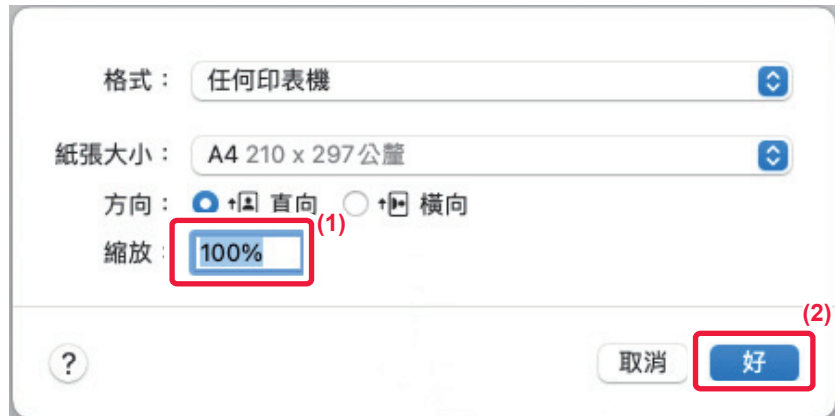 格式： 任何印表機
紙張大小： A4 210 x 297公釐
方向： 直向 橫向
(1)
縮放： 100%
(2)
? 取消 好